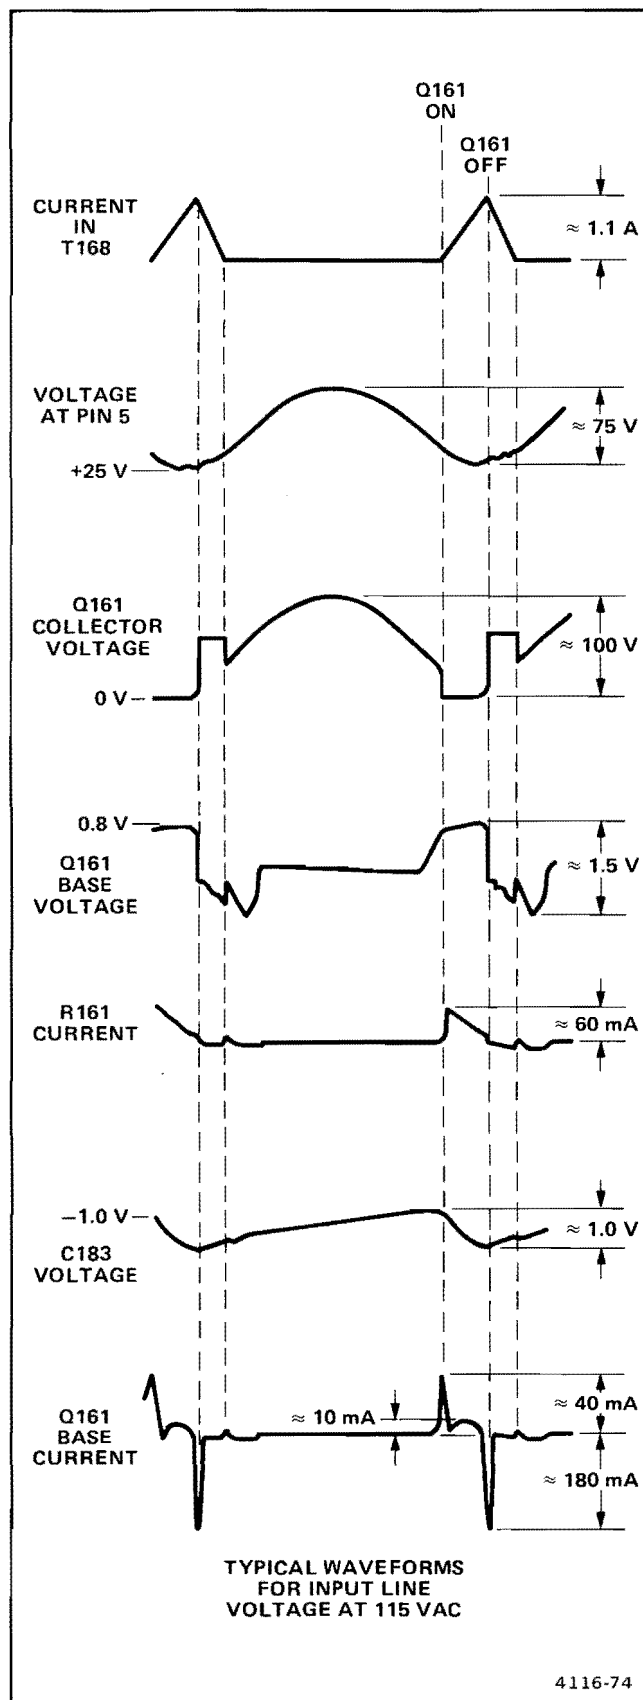 Q161
ON
Q161
OFF
CURRENT
IN
T168
≈ 1.1 A
VOLTAGE
AT PIN 5
≈ 75 V
+25 V
Q161
COLLECTOR
VOLTAGE
≈ 100 V
0 V
0.8 V
Q161
BASE
VOLTAGE
≈ 1.5 V
R161
CURRENT
≈ 60 mA
−1.0 V
≈ 1.0 V
C183
VOLTAGE
≈ 10 mA
≈ 40 mA
Q161
BASE
CURRENT
≈ 180 mA
TYPICAL WAVEFORMS
FOR INPUT LINE
VOLTAGE AT 115 VAC
4116-74